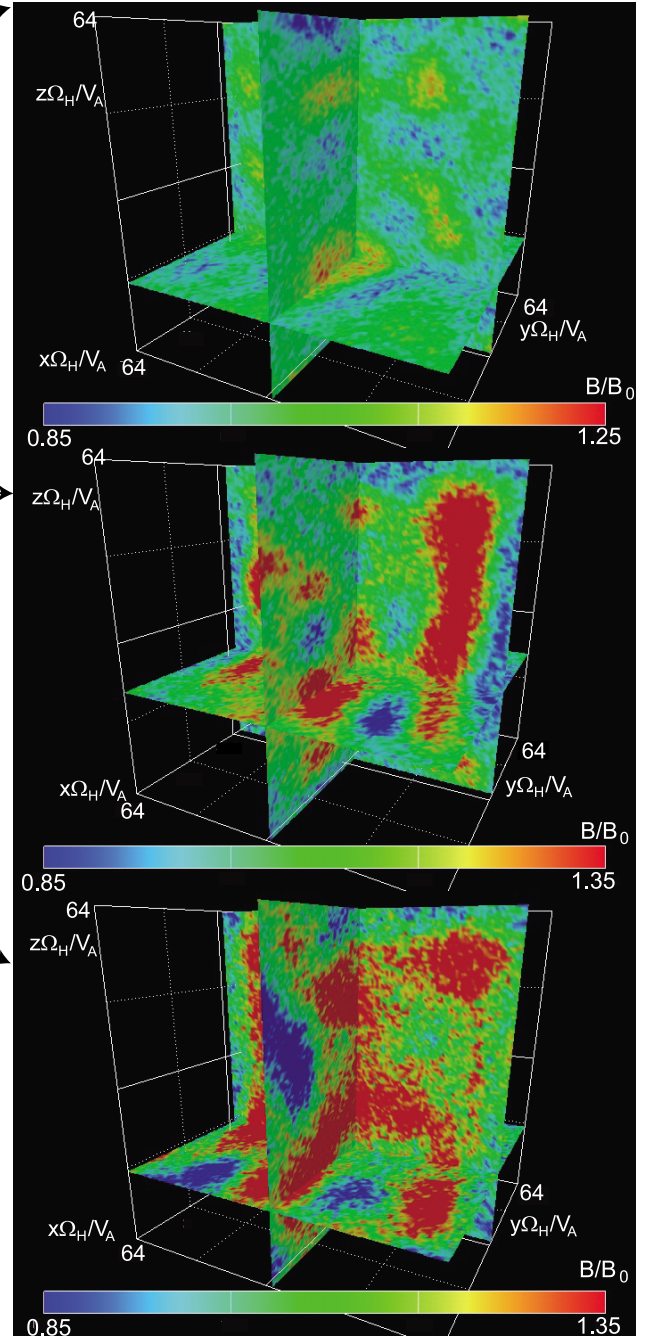 64
zΩH/VA
64
yΩH/VA
xΩH/VA 64
B/B0
0.85 1.25
64
zΩH/VA
64
yΩH/VA
xΩH/VA
64
B/B0
0.85 1.35
64
zΩH/VA
64
yΩH/VA
xΩH/VA
64
B/B0
0.85 1.35